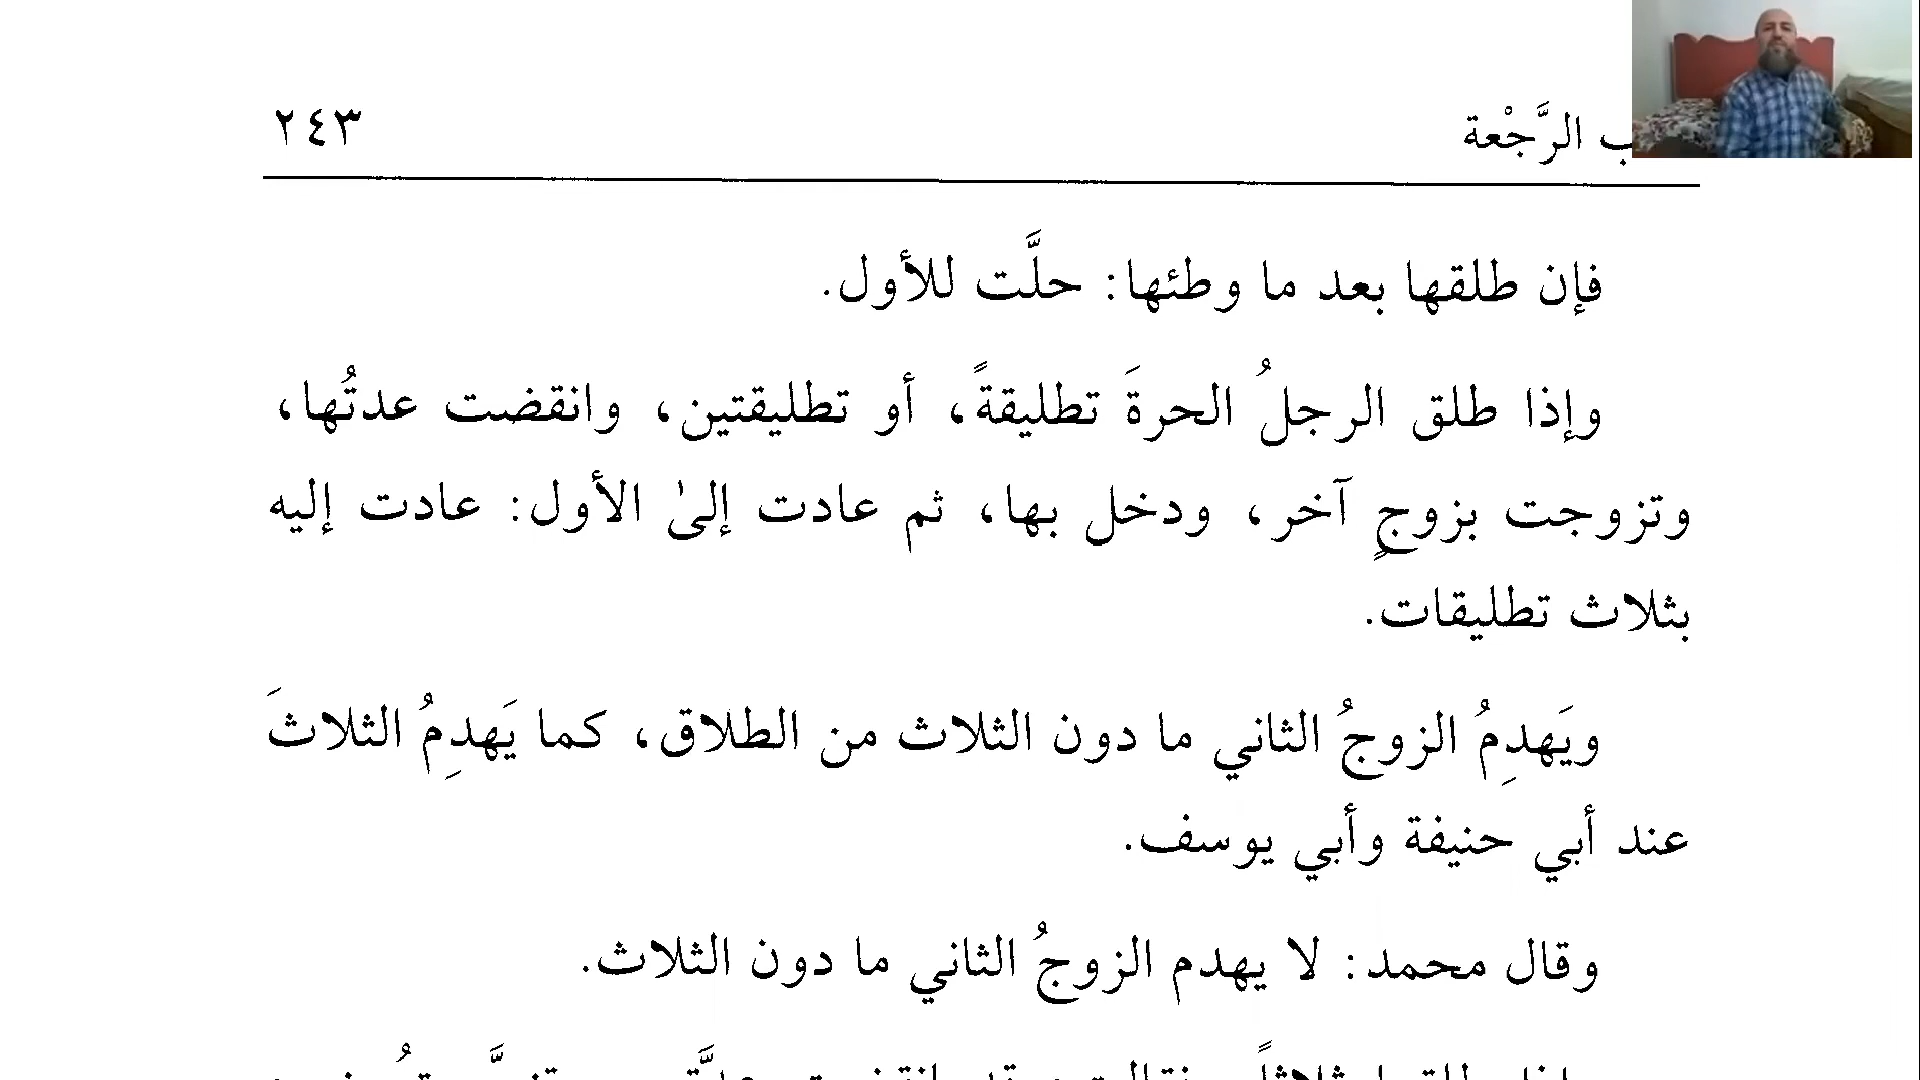 الرَّجْعة
٢٤٣
فإن طلقها بعد ما وطئها: حلَّت للأول.
وإذا طلق الرجلُ الحرةَ تطليقةً، أو تطليقتين، وانقضت عدتُها،
وتزوجت بزوجٍ آخر، ودخل بها، ثم عادت إلىٰ الأول: عادت إليه
بثلاث تطليقات.
ويَهدِمُ الزوجُ الثاني ما دون الثلاث من الطلاق، كما يَهدِمُ الثلاثَ
عند أبي حنيفة وأبي يوسف.
وقال محمد: لا يهدم الزوجُ الثاني ما دون الثلاث.